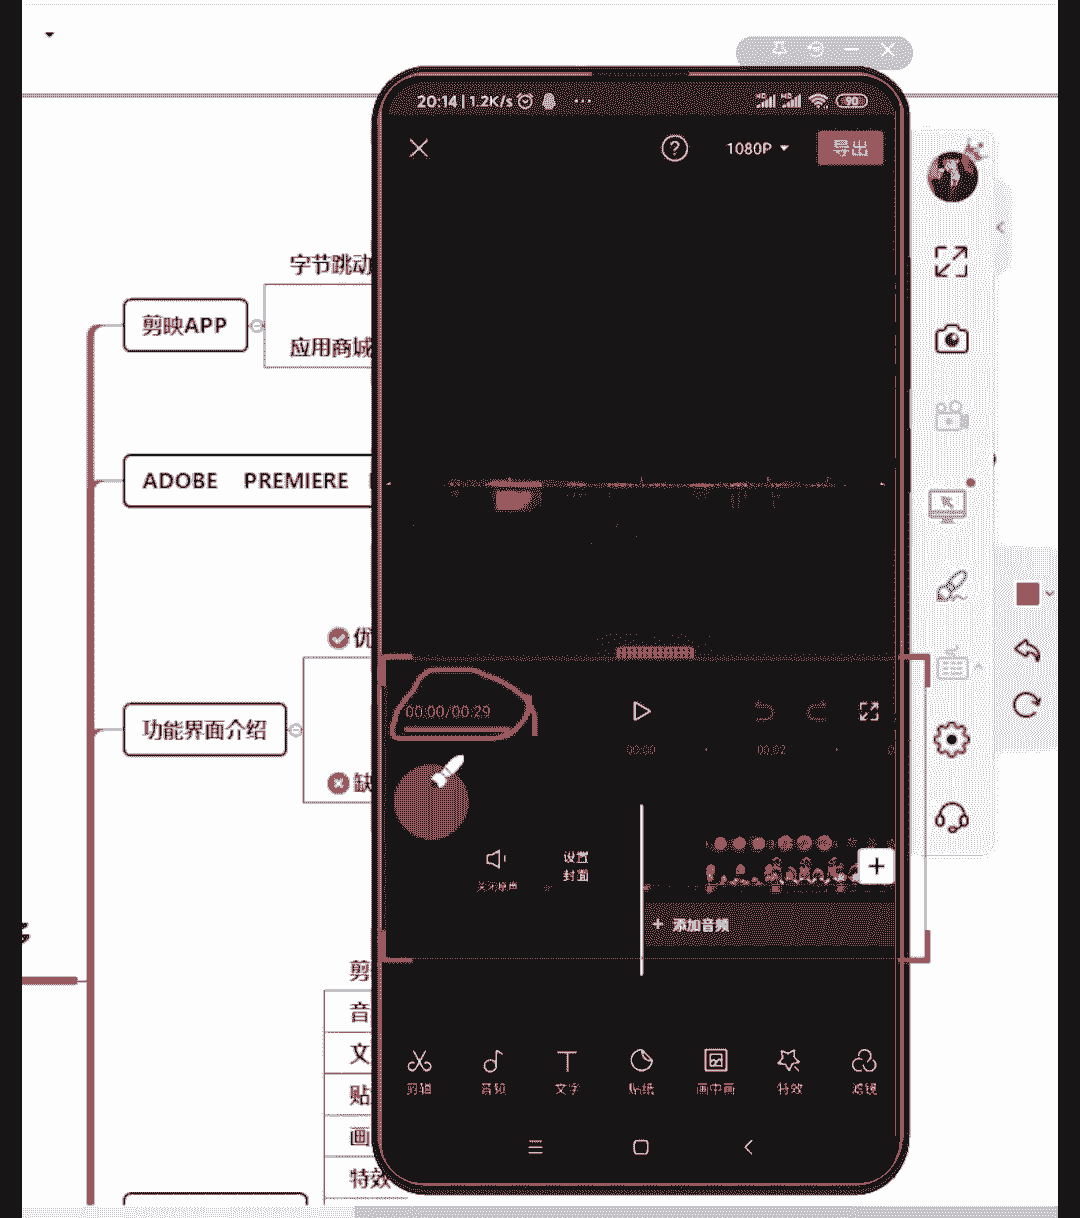 20:14 | 1.2K/s
HD HD 90
1080P 导出
字节跳动
剪映APP
应用商城
ADOBE PREMIERE
优
功能界面介绍
缺
00:00/00:29
00:00 00:02
关闭原声
设置
封面
+ 添加音频
剪
音
文
贴
画
特效
剪辑 音频 文字 贴纸 画中画 特效 滤镜